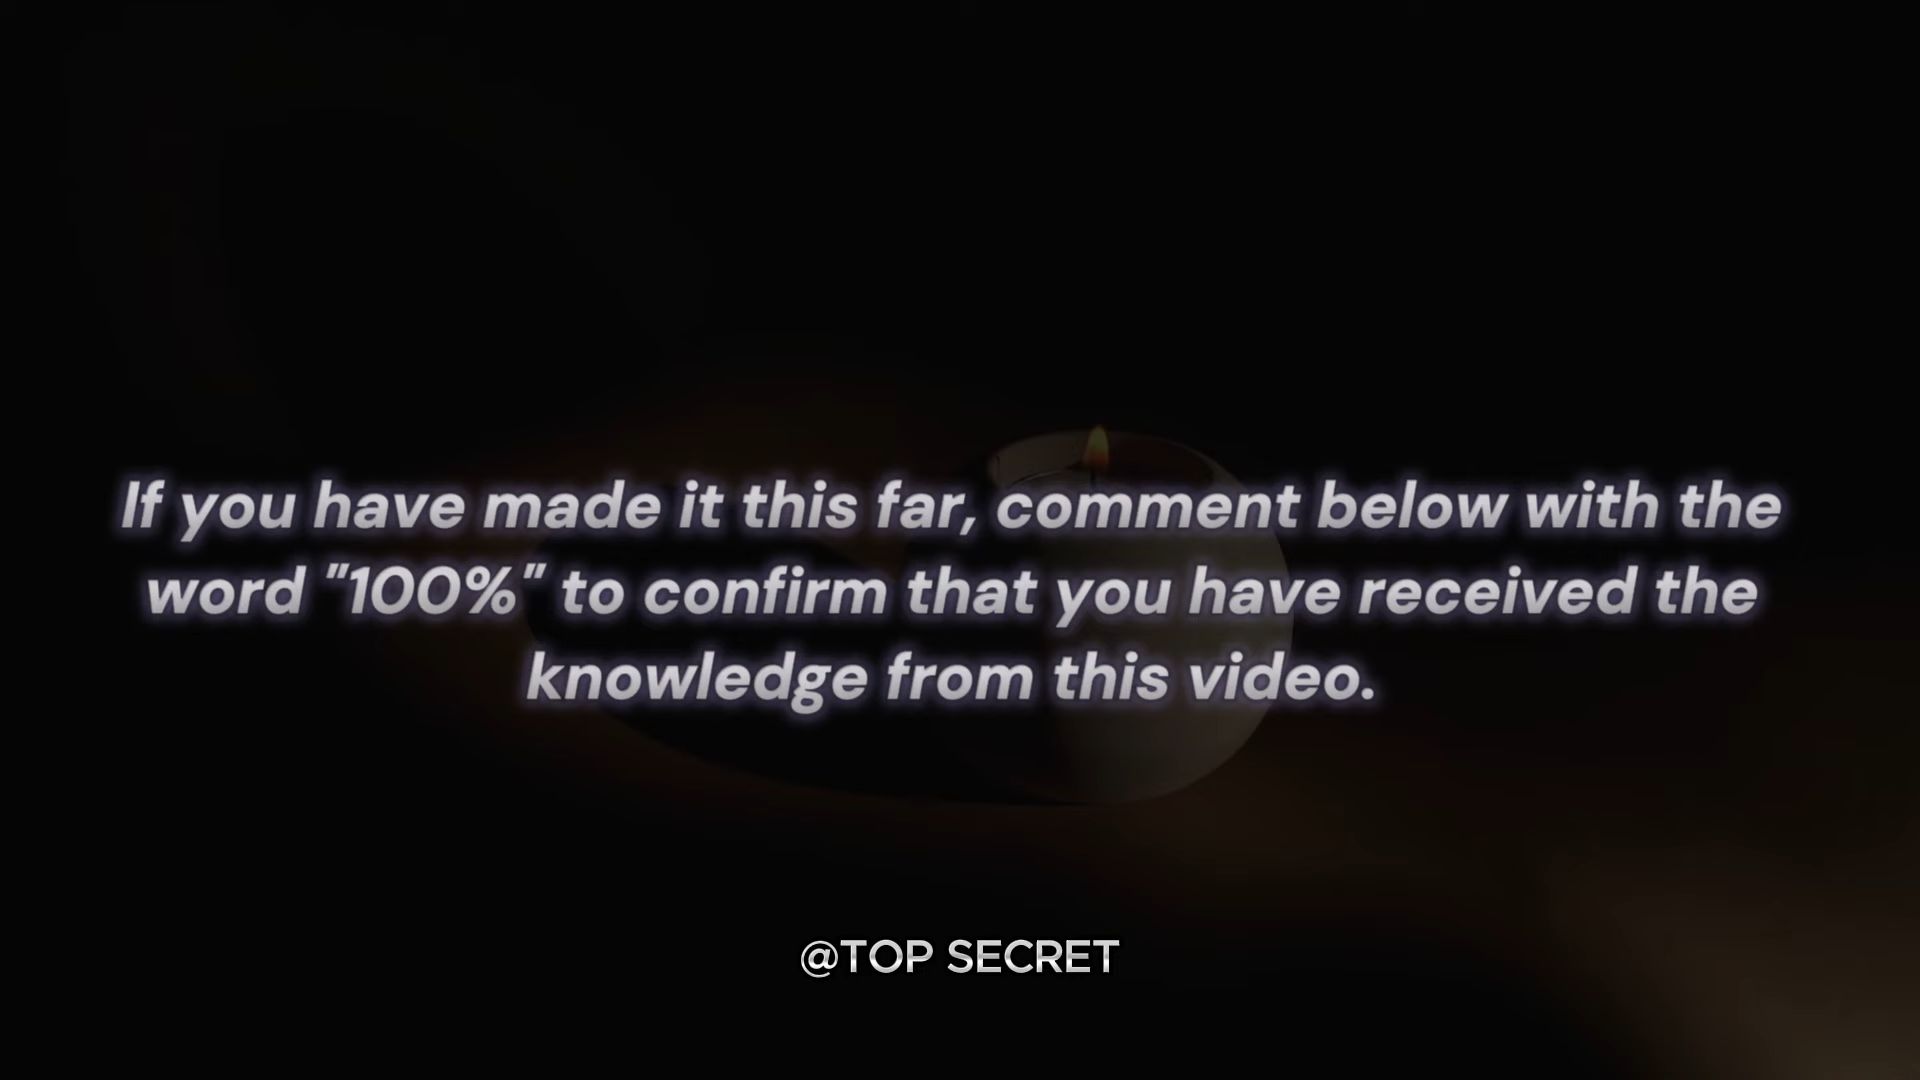 If you have made it this far, comment below with the
word "100%" to confirm that you have received the
knowledge from this video.
@TOP SECRET